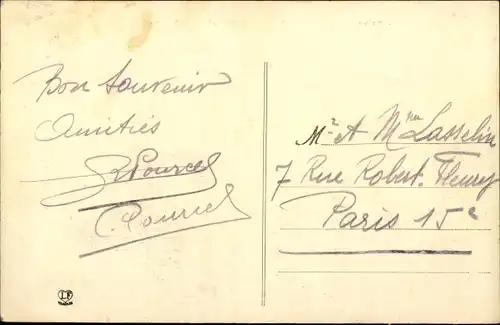 Bon souvenir
Amitiés
Pourcel
C. Pourcel
Mr et Mme Lasselin
7 Rue Robert. Fleury
Paris 15e